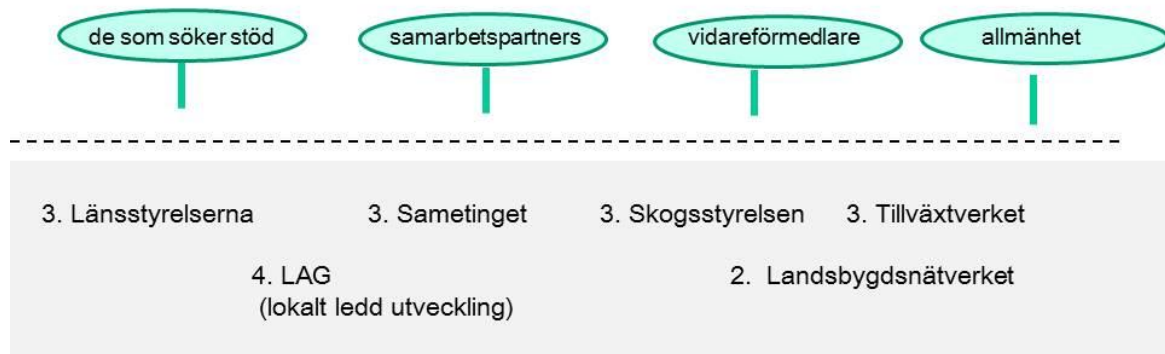 de som söker stöd
samarbetspartners
vidareförmedlare
allmänhet
3. Länsstyrelserna
3. Sametinget
3. Skogsstyrelsen
3. Tillväxtverket
4. LAG
(lokalt ledd utveckling)
2. Landsbygdsnätverket